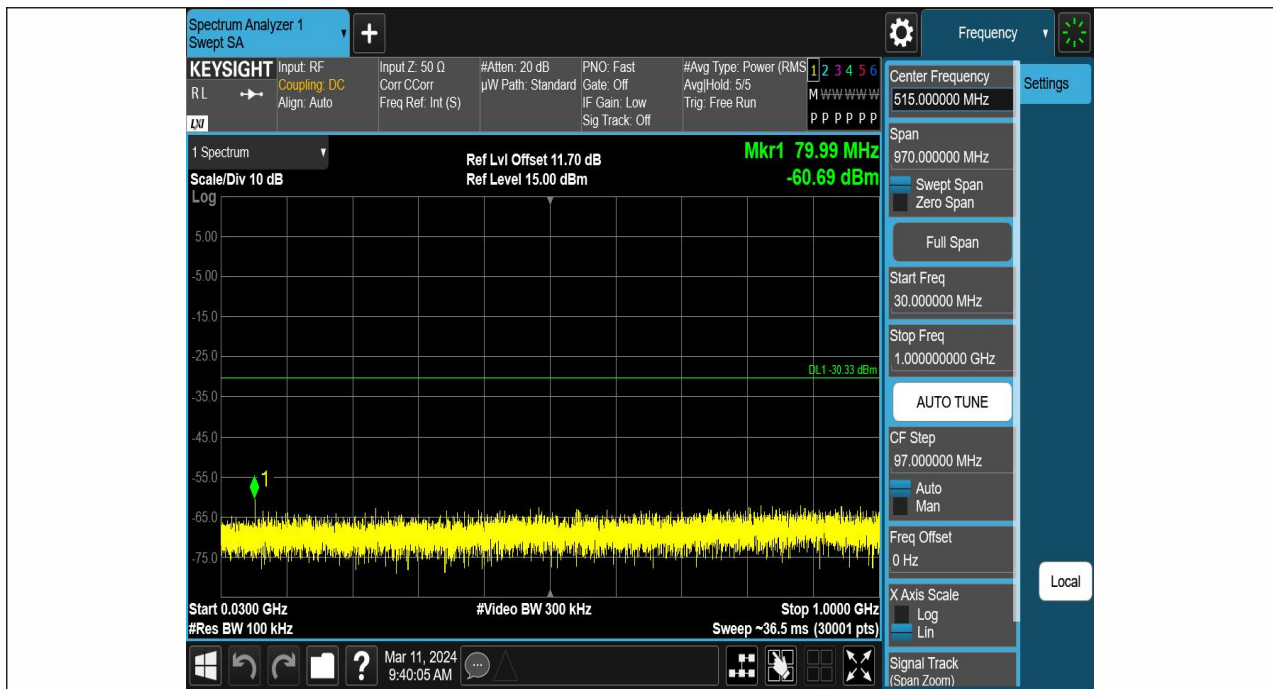 Spectrum Analyzer 1
Swept SA
+
Frequency
KEYSIGHT
RL
LXI
Input: RF
Coupling: DC
Align: Auto
Input Z: 50 Ω
Corr CCorr
Freq Ref: Int (S)
#Atten: 20 dB
µW Path: Standard
PNO: Fast
Gate: Off
IF Gain: Low
Sig Track: Off
#Avg Type: Power (RMS
Avg|Hold: 5/5
Trig: Free Run
1 2 3 4 5 6
M W W W W W
P P P P P P
1 Spectrum
Scale/Div 10 dB
Ref Lvl Offset 11.70 dB
Ref Level 15.00 dBm
Mkr1 79.99 MHz
-60.69 dBm
Log
5.00
-5.00
-15.0
-25.0
DL1 -30.33 dBm
-35.0
-45.0
-55.0
1
-65.0
-75.0
Start 0.0300 GHz
#Res BW 100 kHz
#Video BW 300 kHz
Stop 1.0000 GHz
Sweep ~36.5 ms (30001 pts)
Center Frequency
515.000000 MHz
Settings
Span
970.000000 MHz
Swept Span
Zero Span
Full Span
Start Freq
30.000000 MHz
Stop Freq
1.000000000 GHz
AUTO TUNE
CF Step
97.000000 MHz
Auto
Man
Freq Offset
0 Hz
Local
X Axis Scale
Log
Lin
Signal Track
(Span Zoom)
?
Mar 11, 2024
9:40:05 AM